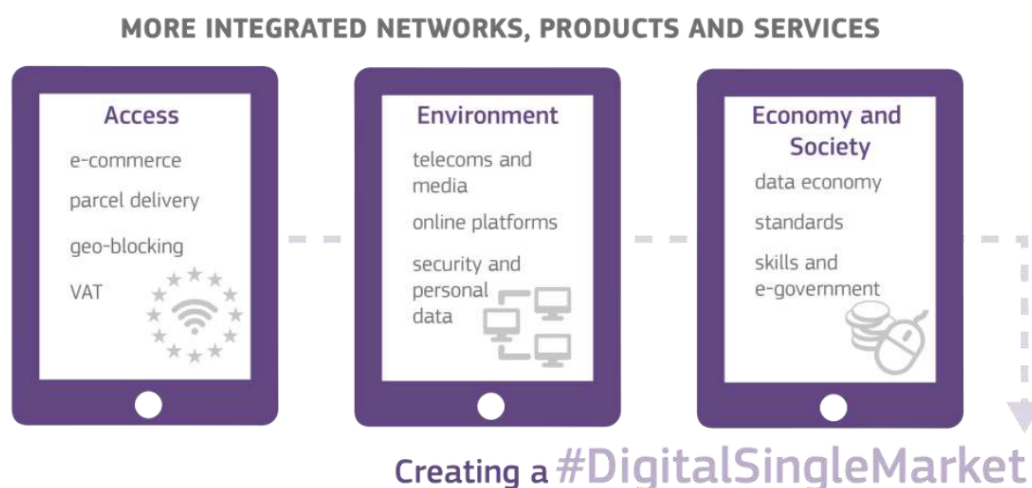 MORE INTEGRATED NETWORKS, PRODUCTS AND SERVICES
Access
e-commerce
parcel delivery
geo-blocking
VAT
Environment
telecoms and
media
online platforms
security and
personal
data
Economy and
Society
data economy
standards
skills and
e-government
Creating a #DigitalSingleMarket